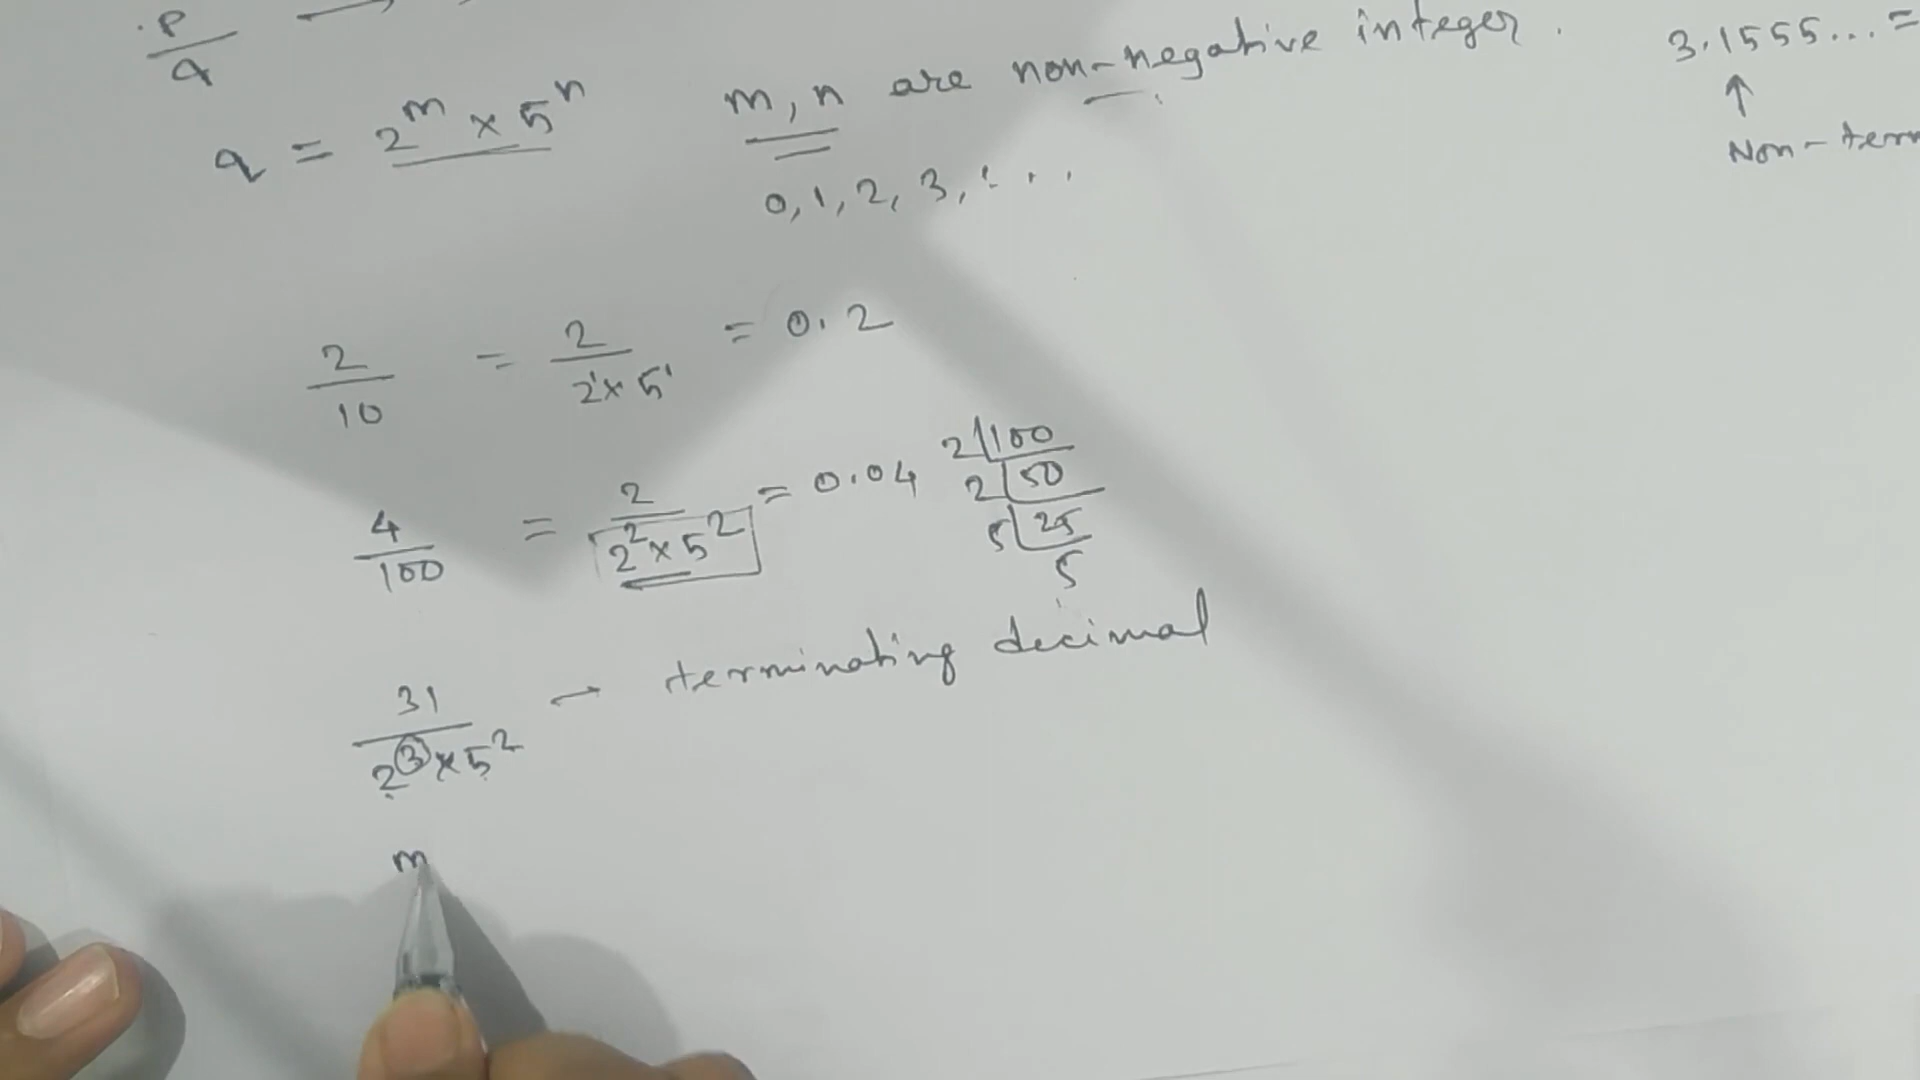 P/q →
q = 2^m × 5^n m, n are non-negative integer.
0, 1, 2, 3, ...
3.1555... =
↑
Non-term
2/10 = 2/(2^1 × 5^1) = 0.2
4/100 = 2/(2^2 × 5^2) = 0.04
2|100
2|50
5|25
5
31/(2^3 × 5^2) → terminating decimal
m